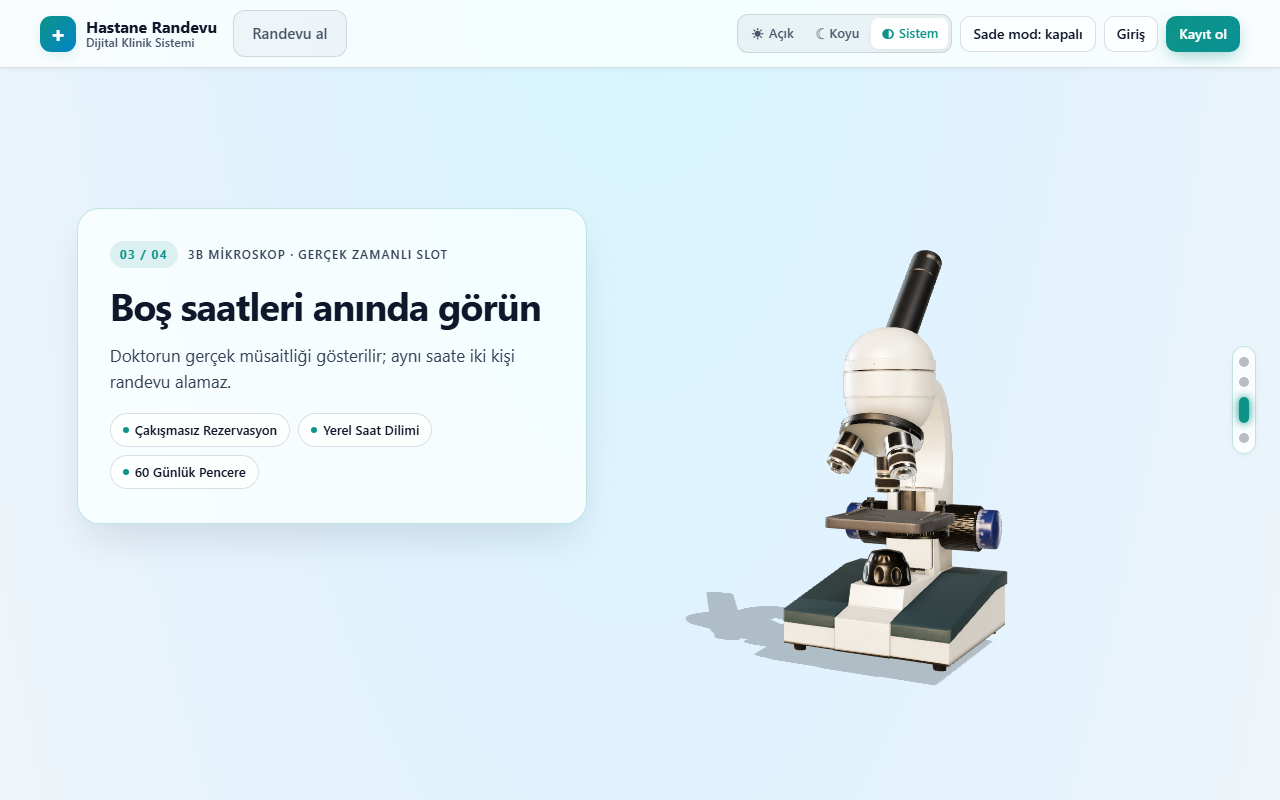 Hastane Randevu
Dijital Klinik Sistemi
Randevu al
Açık
Koyu
Sistem
Sade mod: kapalı
Giriş
Kayıt ol
03 / 04
3B MİKROSKOP · GERÇEK ZAMANLI SLOT
Boş saatleri anında görün
Doktorun gerçek müsaitliği gösterilir; aynı saate iki kişi
randevu alamaz.
Çakışmasız Rezervasyon
Yerel Saat Dilimi
60 Günlük Pencere